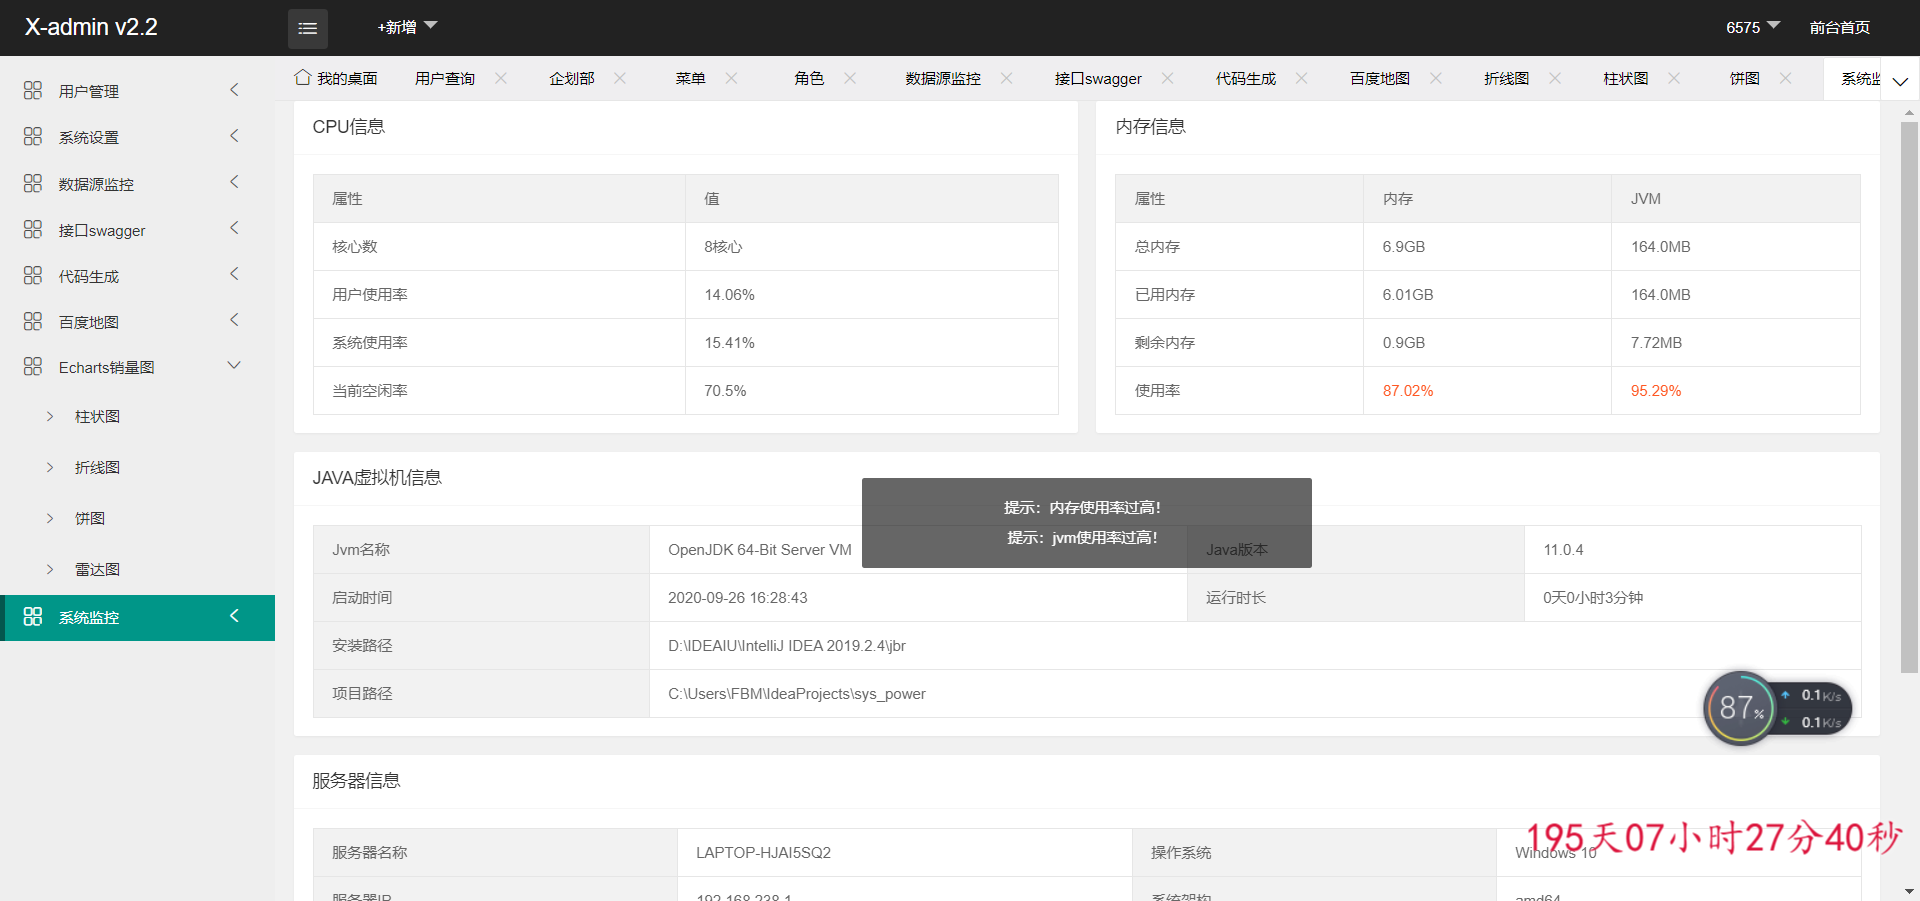 X-admin v2.2
+新增
6575
前台首页
我的桌面
用户查询
企划部
菜单
角色
数据源监控
接口swagger
代码生成
百度地图
折线图
柱状图
饼图
系统监
用户管理
系统设置
数据源监控
接口swagger
代码生成
百度地图
Echarts销量图
柱状图
折线图
饼图
雷达图
系统监控
CPU信息
属性 值
核心数 8核心
用户使用率 14.06%
系统使用率 15.41%
当前空闲率 70.5%
内存信息
属性 内存 JVM
总内存 6.9GB 164.0MB
已用内存 6.01GB 164.0MB
剩余内存 0.9GB 7.72MB
使用率 87.02% 95.29%
JAVA虚拟机信息
提示：内存使用率过高！
提示：jvm使用率过高！
Jvm名称 OpenJDK 64-Bit Server VM Java版本 11.0.4
启动时间 2020-09-26 16:28:43 运行时长 0天0小时3分钟
安装路径 D:\IDEAIU\IntelliJ IDEA 2019.2.4\jbr
项目路径 C:\Users\FBM\IdeaProjects\sys_power
87%
0.1K/s
0.1K/s
服务器信息
195天07小时27分40秒
服务器名称 LAPTOP-HJAI5SQ2 操作系统 Windows 10
服务器IP 192.168.238.1 系统架构 amd64